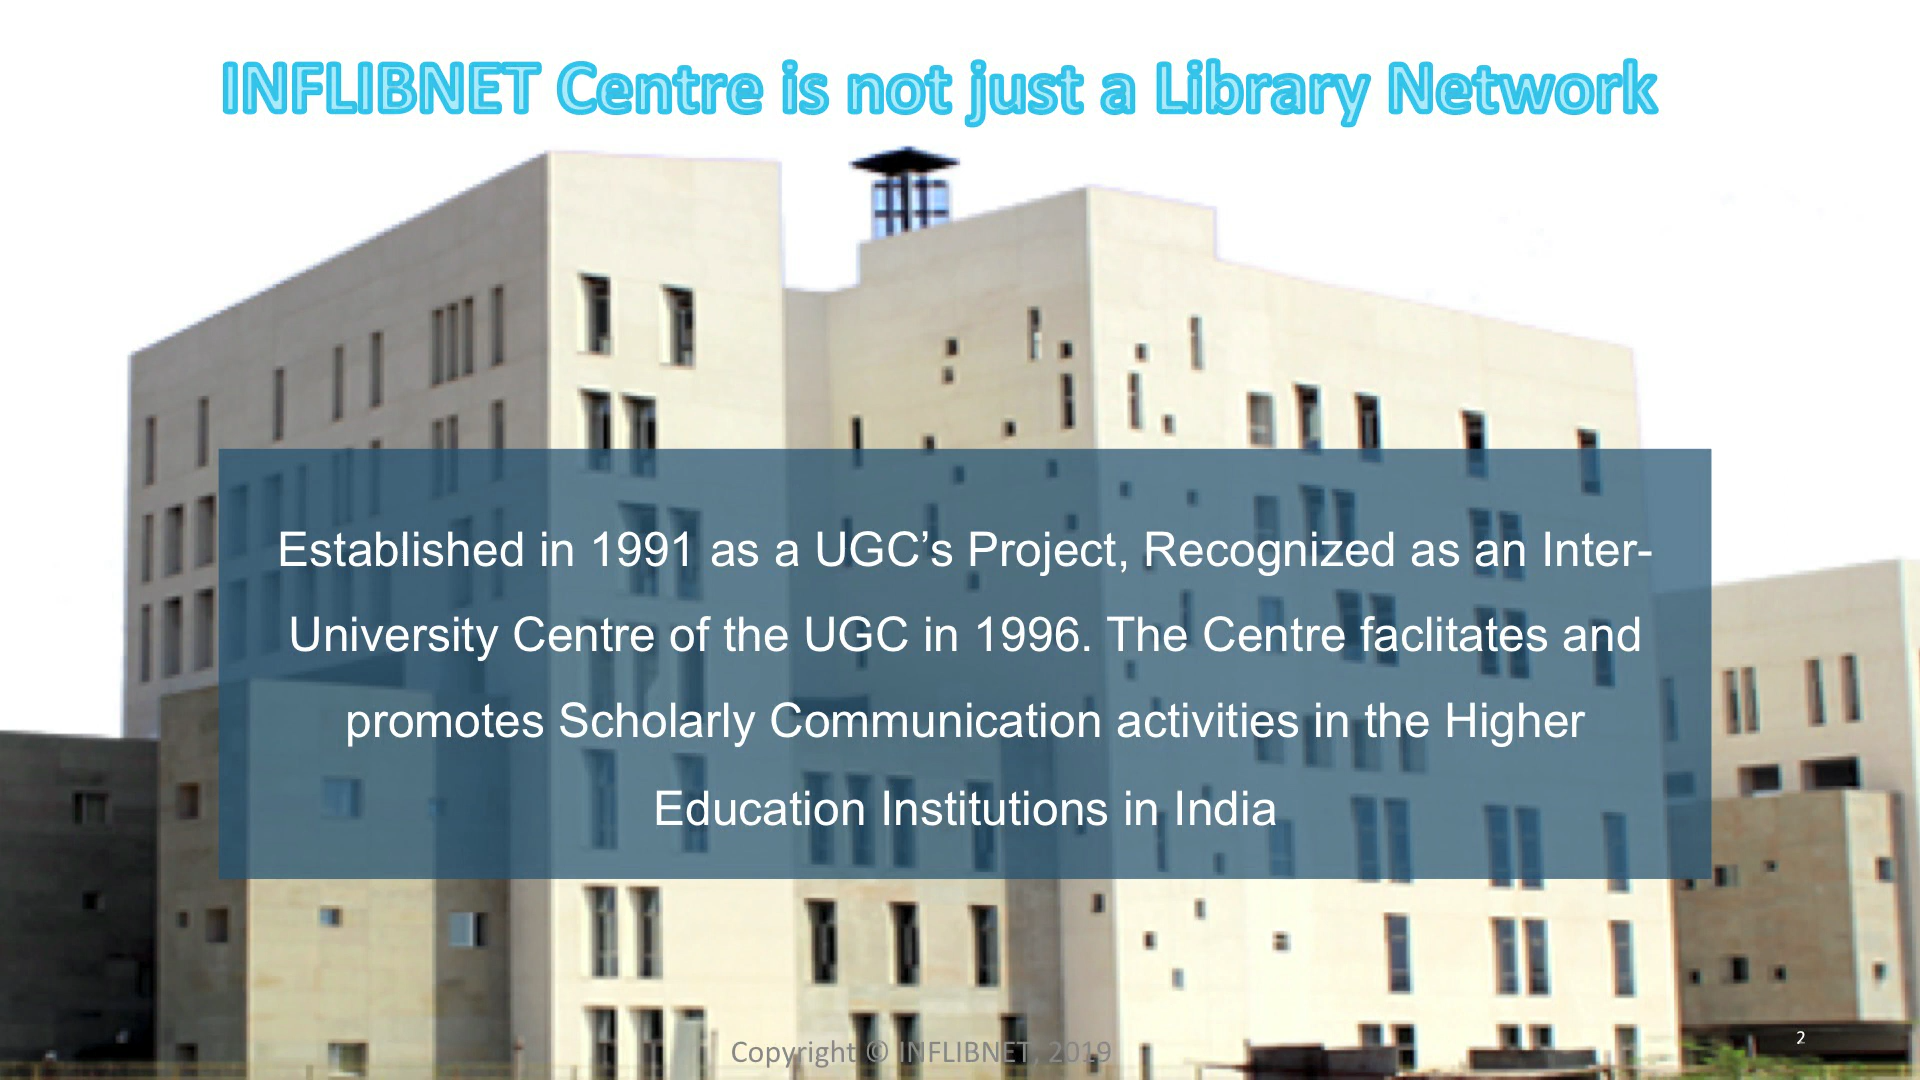 INFLIBNET Centre is not just a Library Network
Established in 1991 as a UGC’s Project, Recognized as an Inter-
University Centre of the UGC in 1996. The Centre faclitates and
promotes Scholarly Communication activities in the Higher
Education Institutions in India
2
Copyright © INFLIBNET, 2019